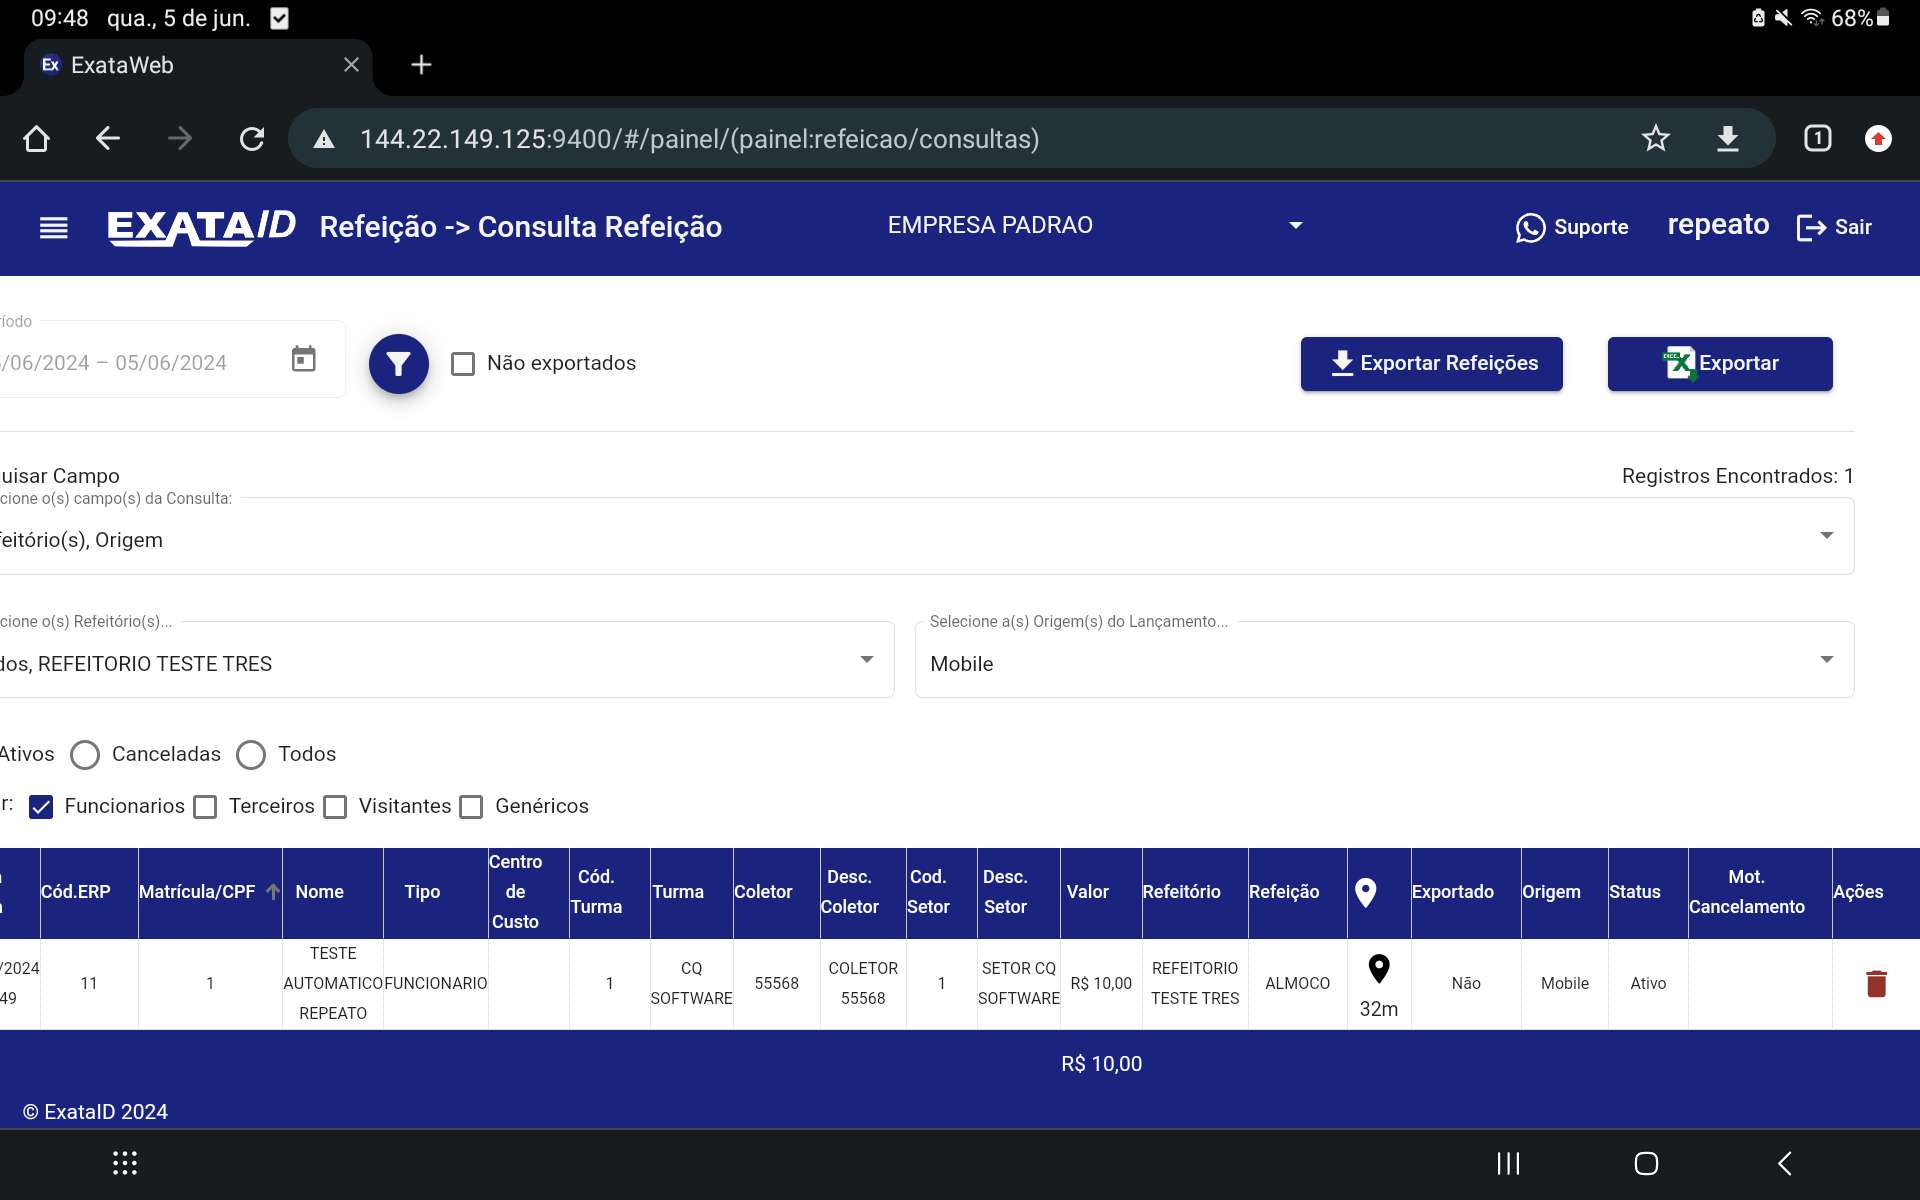 09:48 qua., 5 de jun. 68%
Ex ExataWeb
144.22.149.125:9400/#/painel/(painel:refeicao/consultas) 1
EXATAID Refeição -> Consulta Refeição EMPRESA PADRAO Suporte repeato Sair
íodo
/06/2024 – 05/06/2024 Não exportados Exportar Refeições Exportar
uisar Campo Registros Encontrados: 1
cione o(s) campo(s) da Consulta:
feitório(s), Origem
cione o(s) Refeitório(s)... Selecione a(s) Origem(s) do Lançamento...
dos, REFEITORIO TESTE TRES Mobile
Ativos Canceladas Todos
r: Funcionarios Terceiros Visitantes Genéricos
Cód.ERP Matrícula/CPF Nome Tipo Centro de Custo Cód. Turma Turma Coletor Desc. Coletor Cod. Setor Desc. Setor Valor Refeitório Refeição Exportado Origem Status Mot. Cancelamento Ações
/2024 49 11 1 TESTE AUTOMATICO REPEATO FUNCIONARIO 1 CQ SOFTWARE 55568 COLETOR 55568 1 SETOR CQ SOFTWARE R$ 10,00 REFEITORIO TESTE TRES ALMOCO 32m Não Mobile Ativo
R$ 10,00
© ExataID 2024